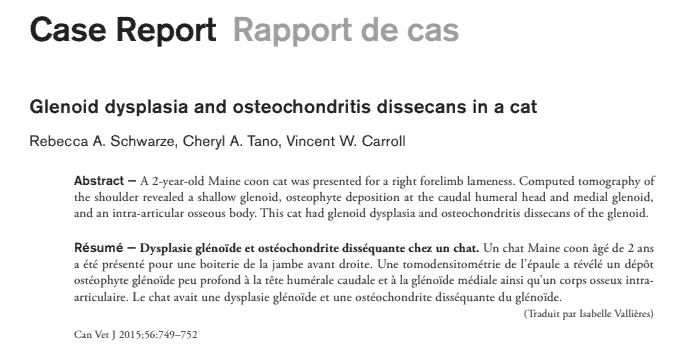 Case Report Rapport de cas
Glenoid dysplasia and osteochondritis dissecans in a cat
Rebecca A. Schwarze, Cheryl A. Tano, Vincent W. Carroll
Abstract — A 2-year-old Maine coon cat was presented for a right forelimb lameness. Computed tomography of
the shoulder revealed a shallow glenoid, osteophyte deposition at the caudal humeral head and medial glenoid,
and an intra-articular osseous body. This cat had glenoid dysplasia and osteochondritis dissecans of the glenoid.
Résumé — Dysplasie glénoïde et ostéochondrite disséquante chez un chat. Un chat Maine coon âgé de 2 ans
a été présenté pour une boiterie de la jambe avant droite. Une tomodensitométrie de l'épaule a révélé un dépôt
ostéophyte glénoïde peu profond à la tête humérale caudale et à la glénoïde médiale ainsi qu'un corps osseux intra-
articulaire. Le chat avait une dysplasie glénoïde et une ostéochondrite disséquante du glénoïde.
(Traduit par Isabelle Vallières)
Can Vet J 2015;56:749–752